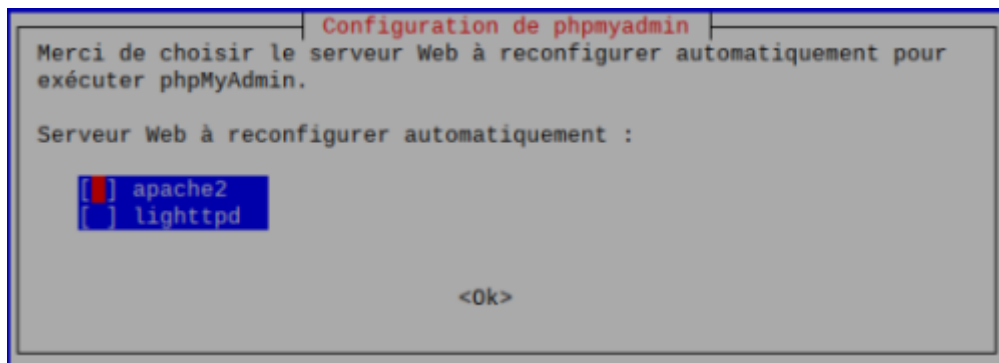 Configuration de phpmyadmin
Merci de choisir le serveur Web à reconfigurer automatiquement pour
exécuter phpMyAdmin.
Serveur Web à reconfigurer automatiquement :
[ ] apache2
[ ] lighttpd
<Ok>